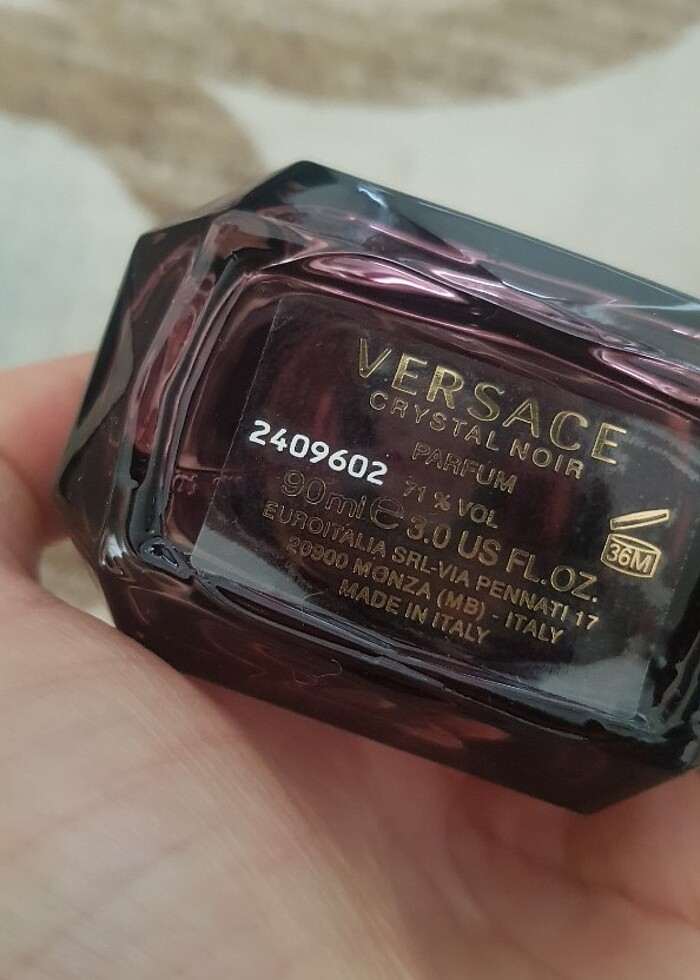 VERSACE
CRYSTAL NOIR
PARFUM
2409602
71 % VOL
90ml e 3.0 US FL.OZ.
EUROITALIA SRL-VIA PENNATI 17
20900 MONZA (MB) - ITALY
MADE IN ITALY
36M